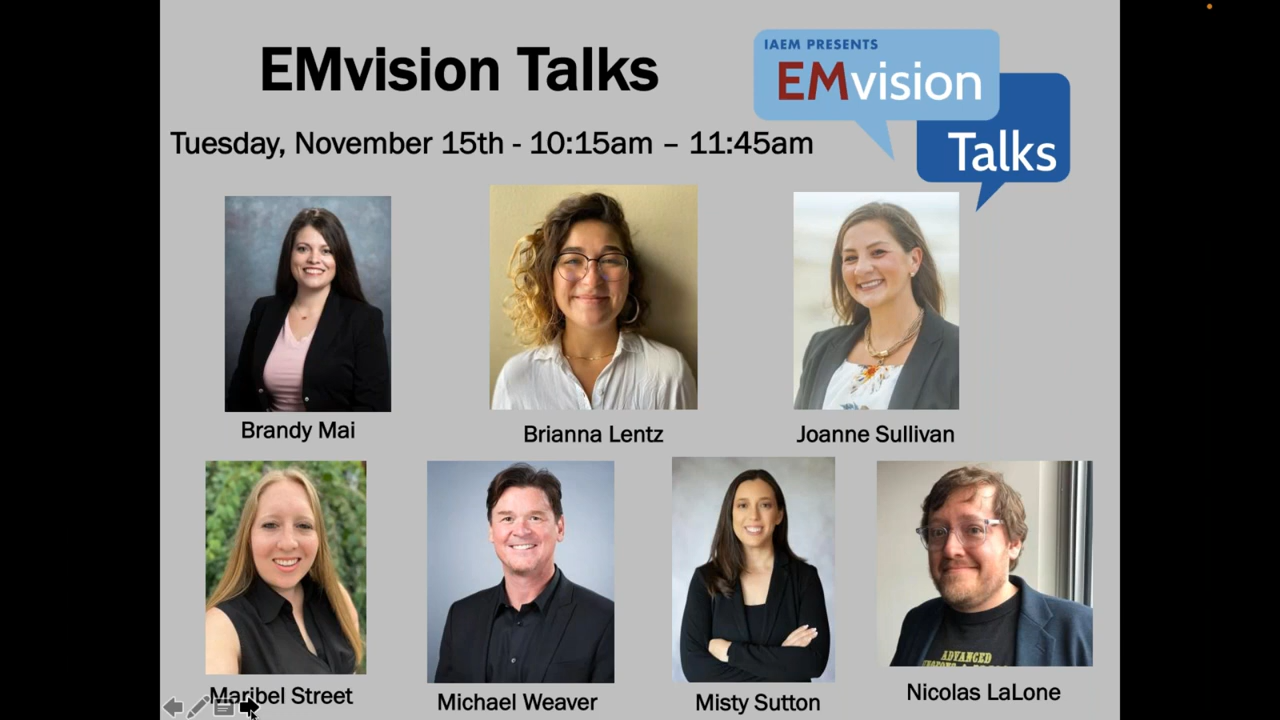 EMvision Talks
IAEM PRESENTS
EMvision
Talks
Tuesday, November 15th - 10:15am – 11:45am
Brandy Mai
Brianna Lentz
Joanne Sullivan
Maribel Street
Michael Weaver
Misty Sutton
Nicolas LaLone
ADVANCED